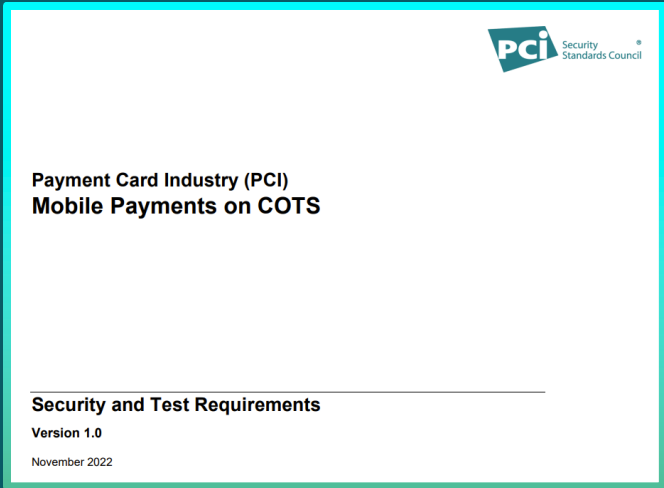 PCI Security
Standards Council
®
Payment Card Industry (PCI)
Mobile Payments on COTS
Security and Test Requirements
Version 1.0
November 2022